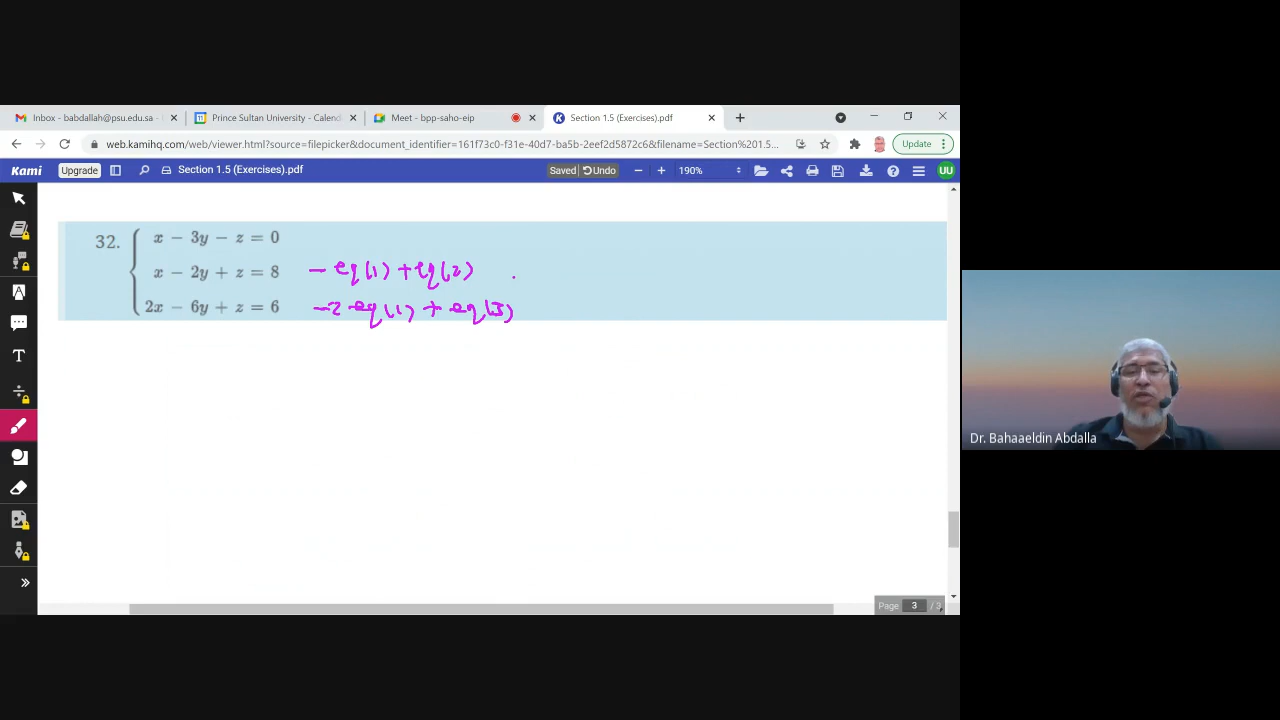 Inbox - babdallah@psu.edu.sa -
Prince Sultan University - Calend
Meet - bpp-saho-eip
Section 1.5 (Exercises).pdf
web.kamihq.com/web/viewer.html?source=filepicker&document_identifier=161f73c0-f31e-40d7-ba5b-2eef2d5872c6&filename=Section%201.5...
Update
Kami
Upgrade
Section 1.5 (Exercises).pdf
Saved
Undo
190%
UU
32.
x − 3y − z = 0
x − 2y + z = 8 - eq(1) + eq(2)
2x − 6y + z = 6 -2 eq(1) + eq(3)
Dr. Bahaaeldin Abdalla
Page 3 / 3